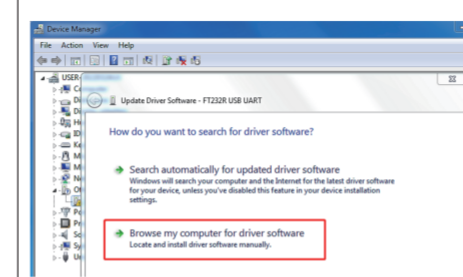 Device Manager
File Action View Help
USER-
Update Driver Software - FT232R USB UART
How do you want to search for driver software?
Search automatically for updated driver software
Windows will search your computer and the Internet for the latest driver software
for your device, unless you've disabled this feature in your device installation
settings.
Browse my computer for driver software
Locate and install driver software manually.